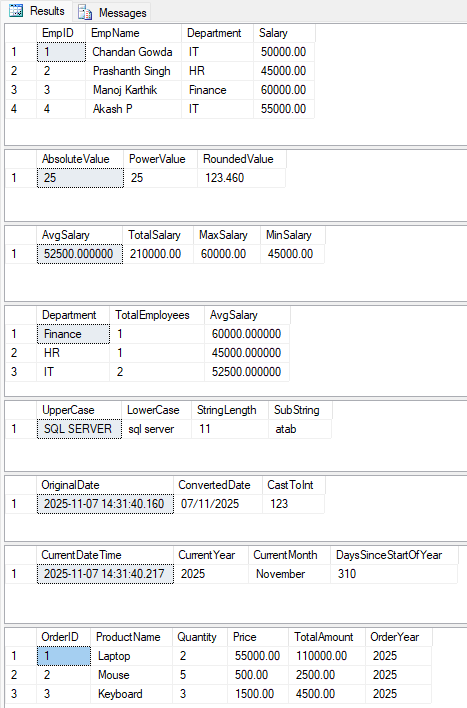 Results Messages
EmpID EmpName Department Salary
1 1 Chandan Gowda IT 50000.00
2 2 Prashanth Singh HR 45000.00
3 3 Manoj Karthik Finance 60000.00
4 4 Akash P IT 55000.00
AbsoluteValue PowerValue RoundedValue
1 25 25 123.460
AvgSalary TotalSalary MaxSalary MinSalary
1 52500.000000 210000.00 60000.00 45000.00
Department TotalEmployees AvgSalary
1 Finance 1 60000.000000
2 HR 1 45000.000000
3 IT 2 52500.000000
UpperCase LowerCase StringLength SubString
1 SQL SERVER sql server 11 atab
OriginalDate ConvertedDate CastToInt
1 2025-11-07 14:31:40.160 07/11/2025 123
CurrentDateTime CurrentYear CurrentMonth DaysSinceStartOfYear
1 2025-11-07 14:31:40.217 2025 November 310
OrderID ProductName Quantity Price TotalAmount OrderYear
1 1 Laptop 2 55000.00 110000.00 2025
2 2 Mouse 5 500.00 2500.00 2025
3 3 Keyboard 3 1500.00 4500.00 2025